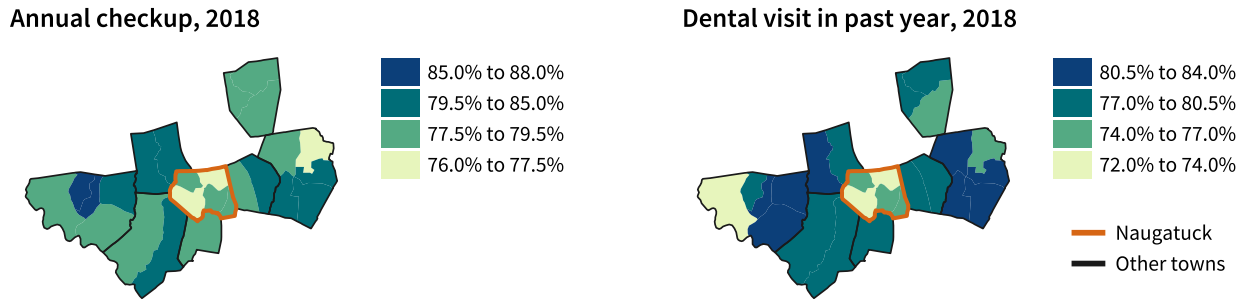 Annual checkup, 2018
85.0% to 88.0%
79.5% to 85.0%
77.5% to 79.5%
76.0% to 77.5%
Dental visit in past year, 2018
80.5% to 84.0%
77.0% to 80.5%
74.0% to 77.0%
72.0% to 74.0%
Naugatuck
Other towns